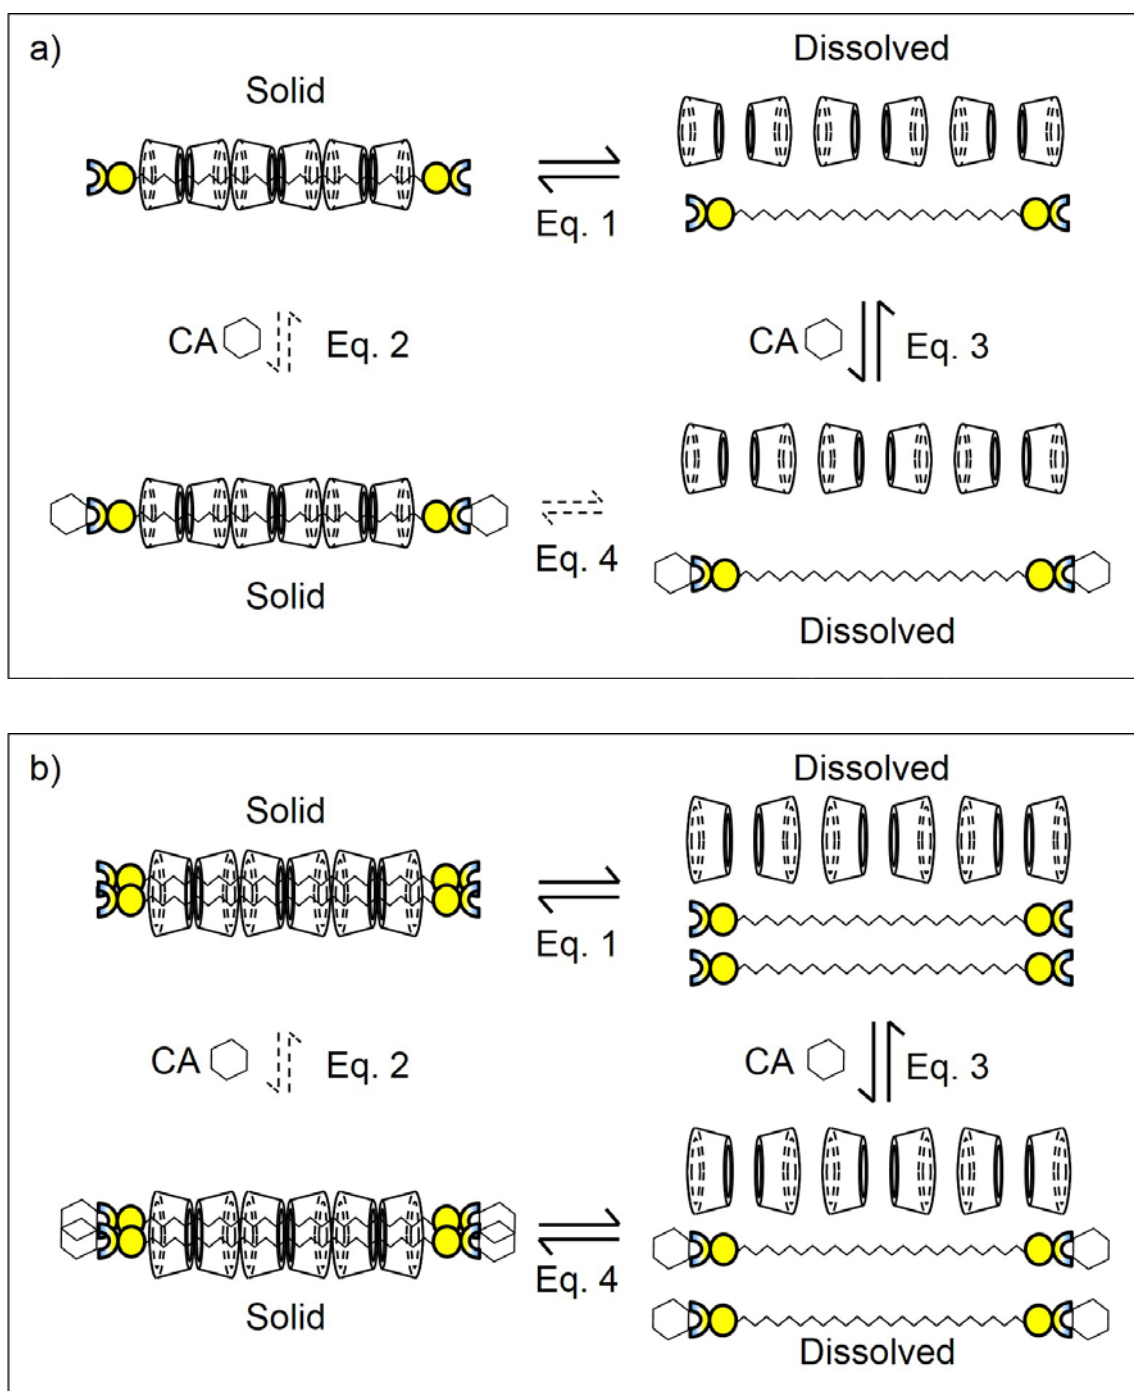 a)
Dissolved
Solid
Eq. 1
CA
Eq. 2
CA
Eq. 3
Eq. 4
Solid
Dissolved
b)
Dissolved
Solid
Eq. 1
CA
Eq. 2
CA
Eq. 3
Eq. 4
Solid
Dissolved